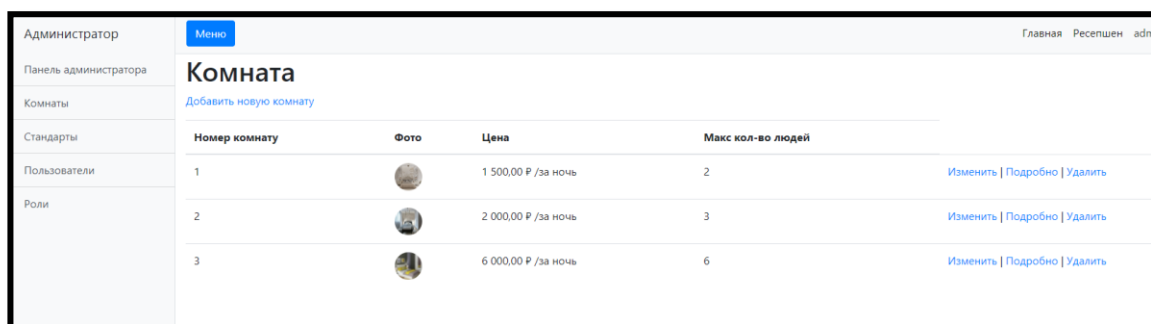 Администратор
Меню
Главная Ресепшен adm
Панель администратора
Комнаты
Стандарты
Пользователи
Роли
Комната
Добавить новую комнату
Номер комнату Фото Цена Макс кол-во людей
1 1 500,00 ₽ /за ночь 2 Изменить | Подробно | Удалить
2 2 000,00 ₽ /за ночь 3 Изменить | Подробно | Удалить
3 6 000,00 ₽ /за ночь 6 Изменить | Подробно | Удалить